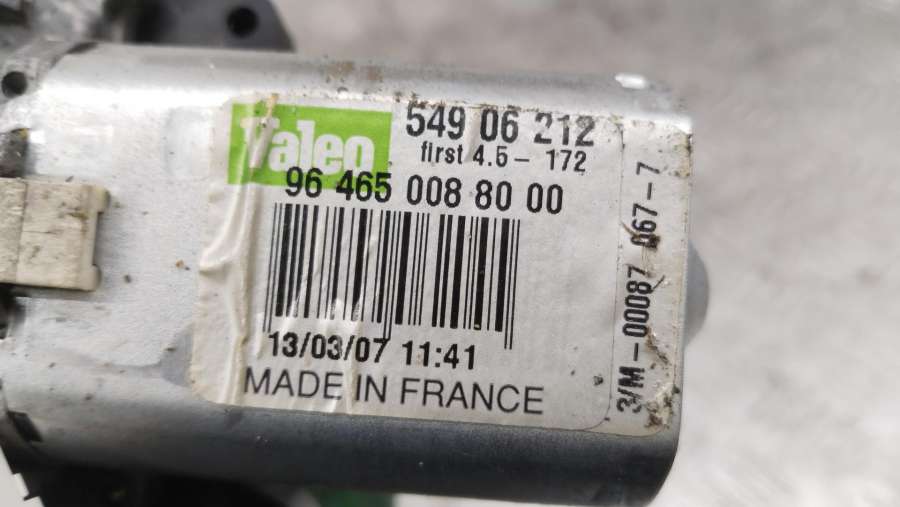 Valeo
549 06 212
first 4.5- 172
96 465 008 80 00
13/03/07 11:41
MADE IN FRANCE
3/M-00087 067-7